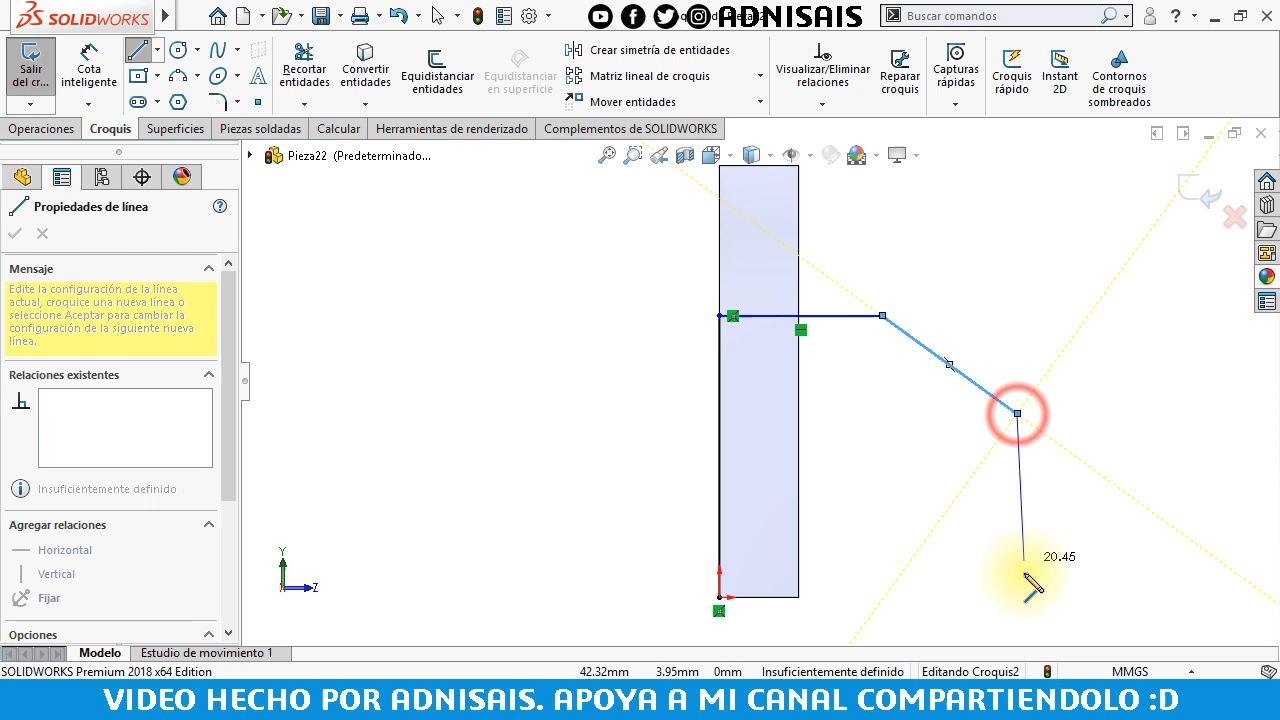 SOLIDWORKS
ADNISAIS
Buscar comandos
Salir del cr...
Cota inteligente
Recortar entidades
Convertir entidades
Equidistanciar entidades
Equidistanciar en superficie
Crear simetría de entidades
Matriz lineal de croquis
Mover entidades
Visualizar/Eliminar relaciones
Reparar croquis
Capturas rápidas
Croquis rápido
Instant 2D
Contornos de croquis sombreados
Operaciones
Croquis
Superficies
Piezas soldadas
Calcular
Herramientas de renderizado
Complementos de SOLIDWORKS
Pieza22 (Predeterminado...
Propiedades de línea
Mensaje
Edite la configuración de la línea
actual, croquice una nueva línea o
seleccione Aceptar para cambiar la
configuración de la siguiente nueva
línea.
Relaciones existentes
Insuficientemente definido
Agregar relaciones
Horizontal
Vertical
Fijar
Opciones
Y
Z
20.45
Modelo
Estudio de movimiento 1
SOLIDWORKS Premium 2018 x64 Edition
42.32mm
3.95mm
0mm
Insuficientemente definido
Editando Croquis2
MMGS
VIDEO HECHO POR ADNISAIS. APOYA A MI CANAL COMPARTIENDOLO :D